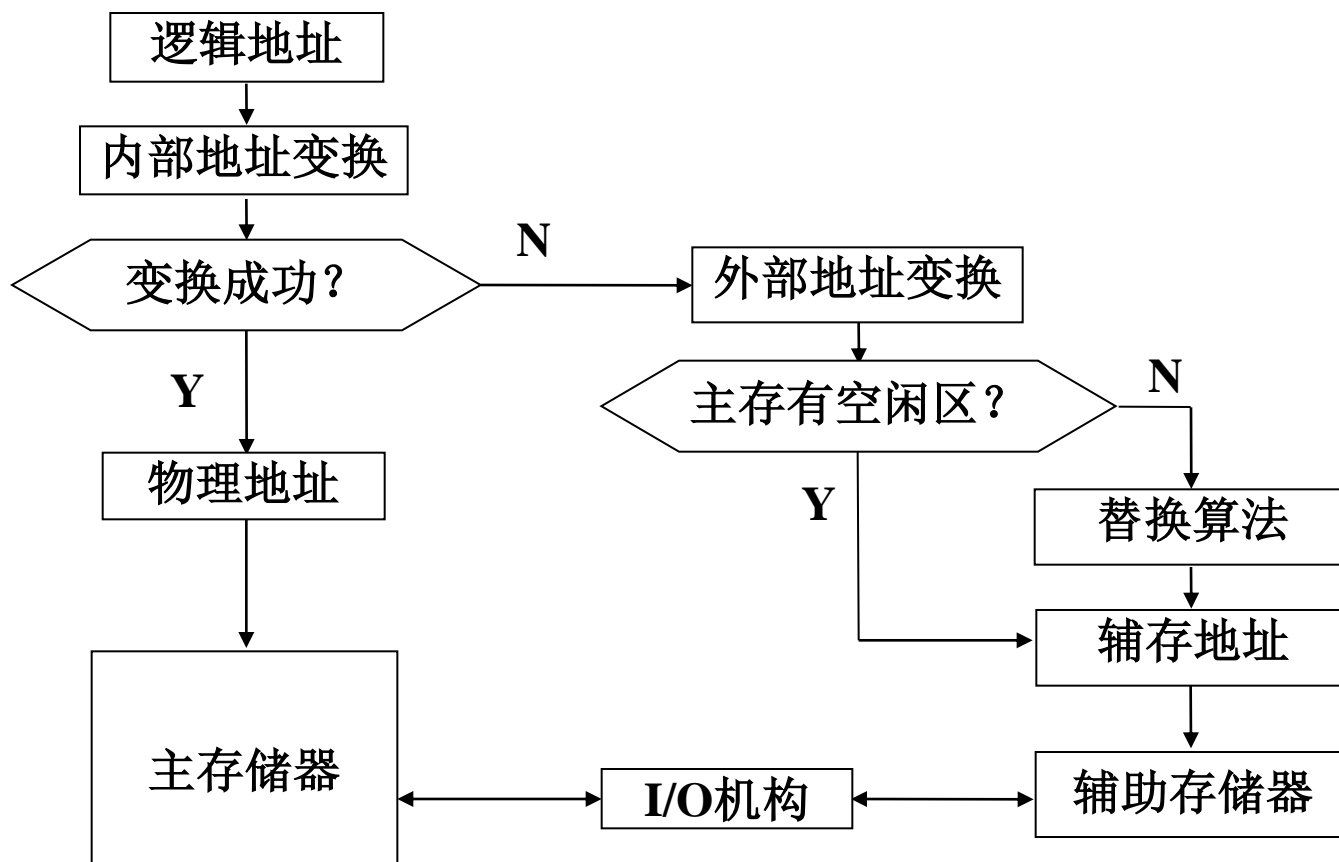 逻辑地址
内部地址变换
变换成功？
N
外部地址变换
Y
主存有空闲区？
N
物理地址
Y
替换算法
辅存地址
主存储器
I/O机构
辅助存储器